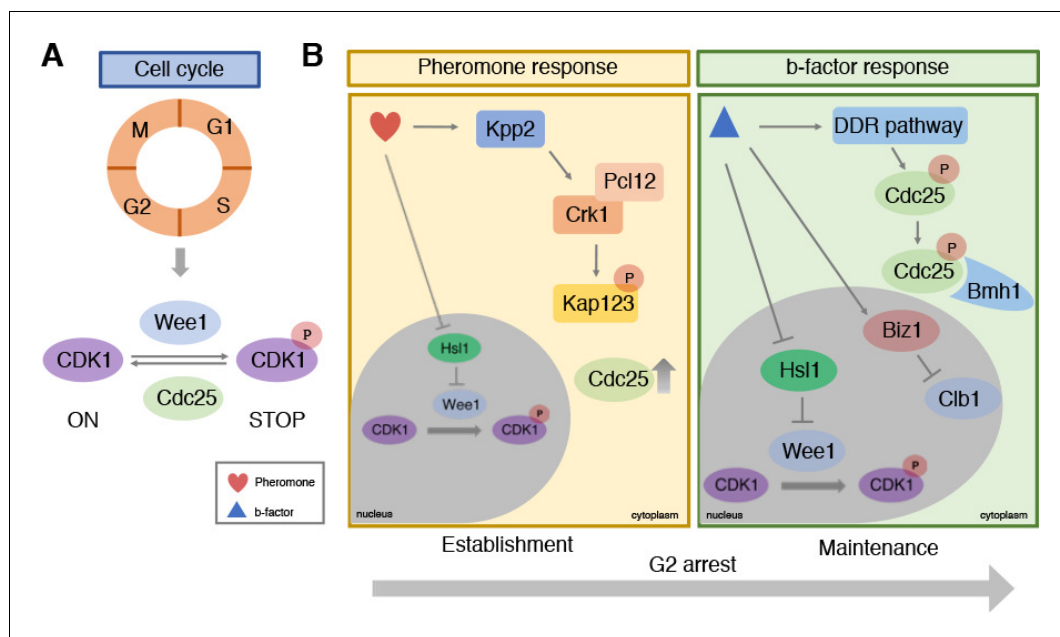 A
Cell cycle
M
G1
G2
S
Wee1
CDK1
CDK1
P
Cdc25
ON
STOP
Pheromone
b-factor
B
Pheromone response
Kpp2
Pcl12
Crk1
P
Kap123
Hsl1
Wee1
Cdc25
CDK1
CDK1
P
nucleus
cytoplasm
Establishment
b-factor response
DDR pathway
P
Cdc25
P
Cdc25
Bmh1
Biz1
Hsl1
Clb1
Wee1
P
CDK1
CDK1
nucleus
cytoplasm
Maintenance
G2 arrest